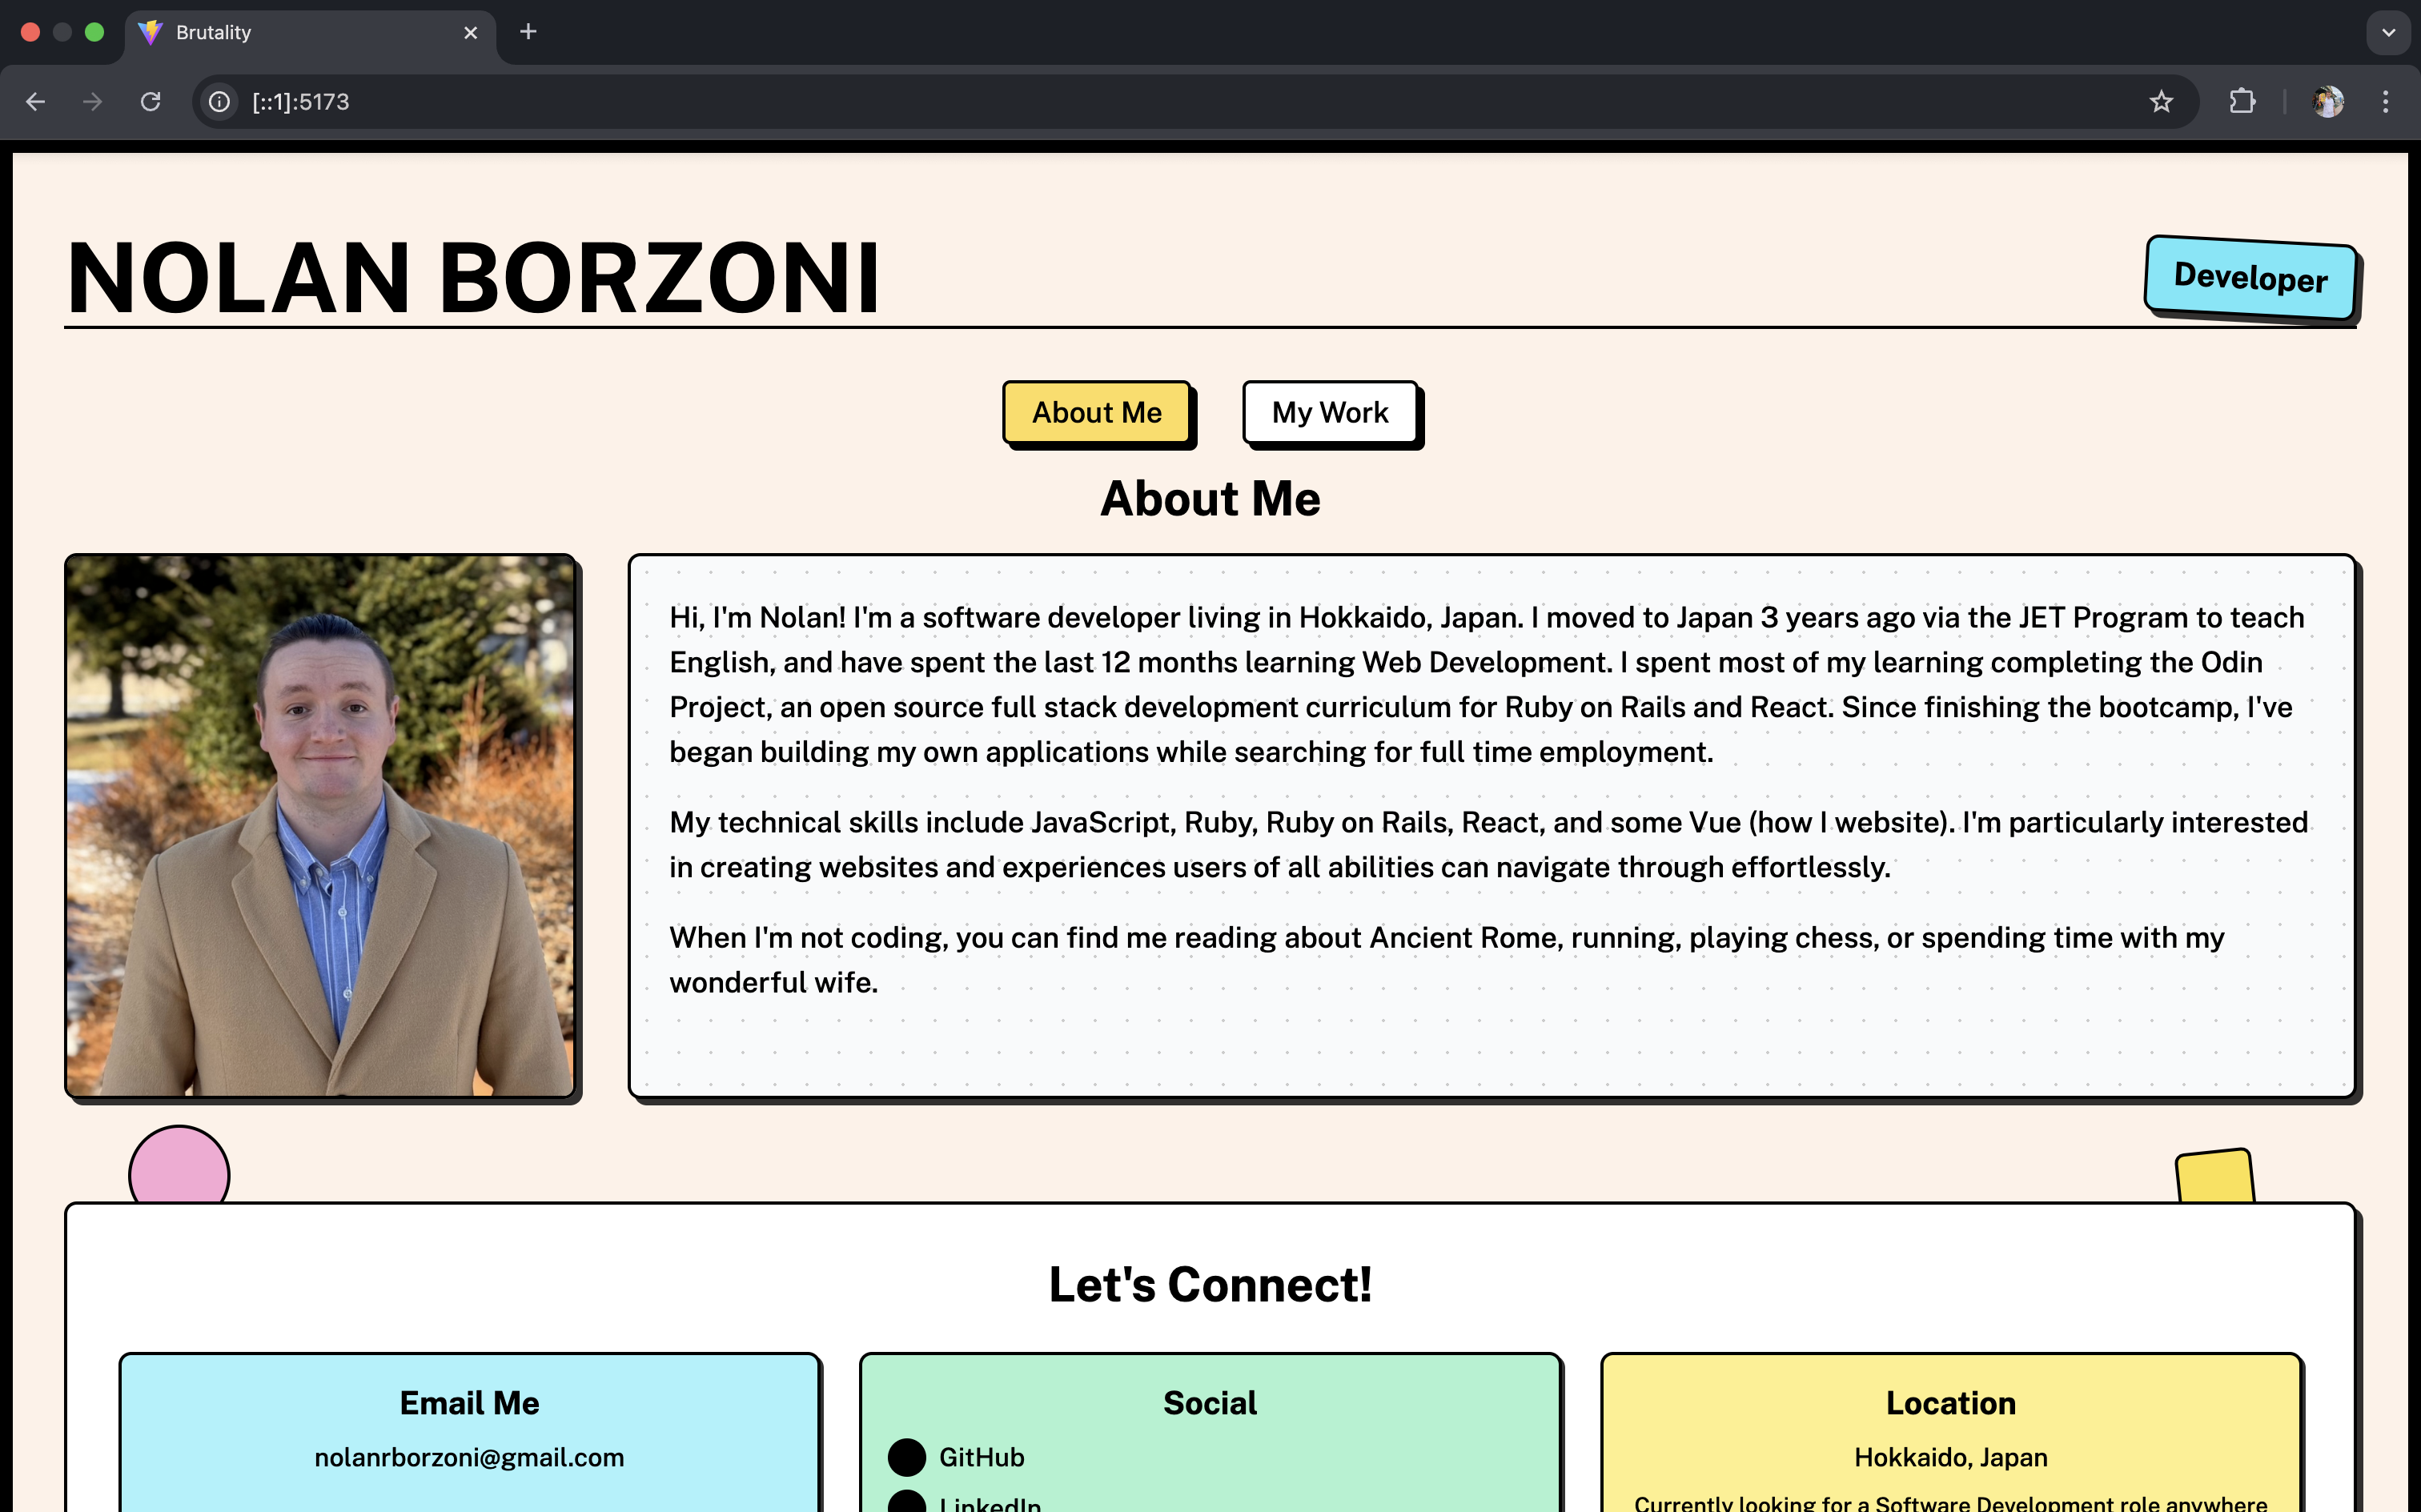 Brutality
[::1]:5173
NOLAN BORZONI
Developer
About Me
My Work
About Me
Hi, I'm Nolan! I'm a software developer living in Hokkaido, Japan. I moved to Japan 3 years ago via the JET Program to teach
English, and have spent the last 12 months learning Web Development. I spent most of my learning completing the Odin
Project, an open source full stack development curriculum for Ruby on Rails and React. Since finishing the bootcamp, I've
began building my own applications while searching for full time employment.
My technical skills include JavaScript, Ruby, Ruby on Rails, React, and some Vue (how I website). I'm particularly interested
in creating websites and experiences users of all abilities can navigate through effortlessly.
When I'm not coding, you can find me reading about Ancient Rome, running, playing chess, or spending time with my
wonderful wife.
Let's Connect!
Email Me
nolanrborzoni@gmail.com
Social
GitHub
LinkedIn
Location
Hokkaido, Japan
Currently looking for a Software Development role anywhere